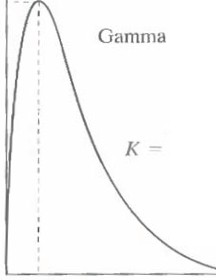 Gamma
K =